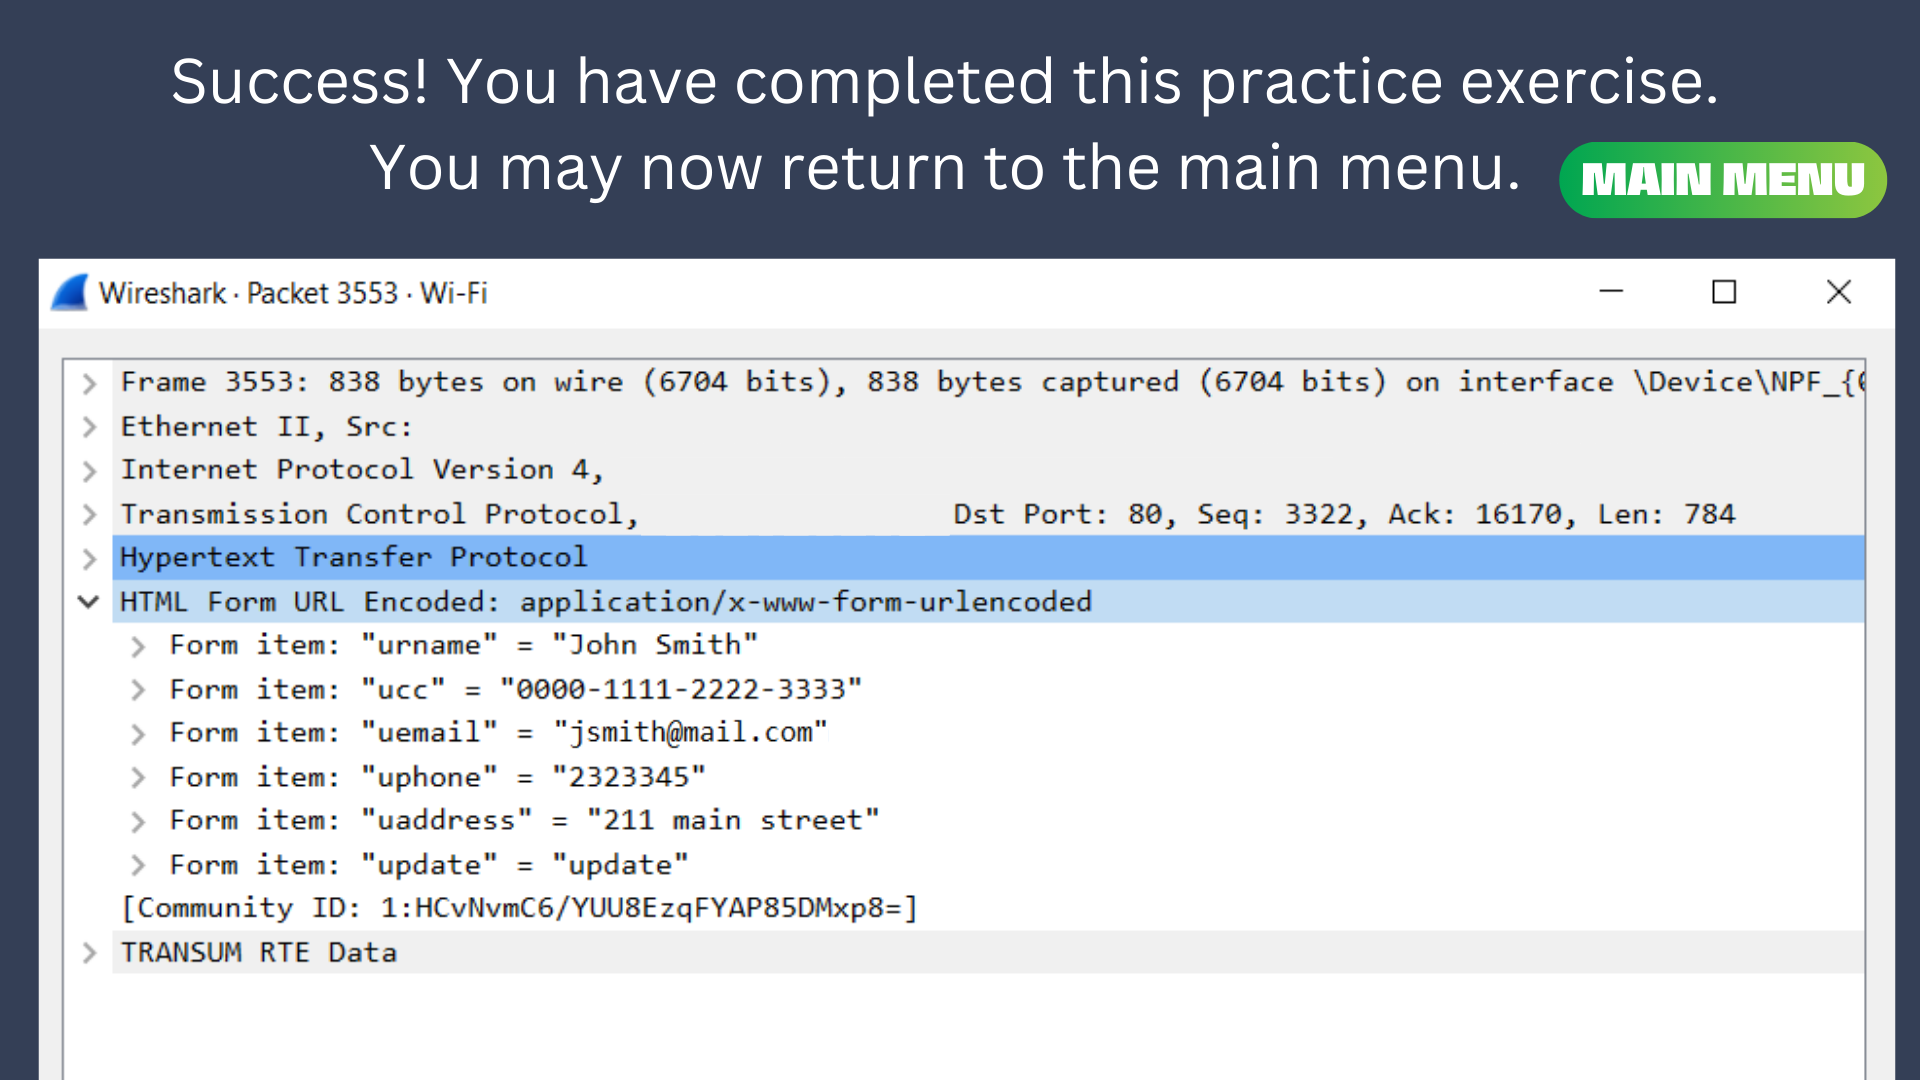 Success! You have completed this practice exercise.
You may now return to the main menu.
MAIN MENU
Wireshark · Packet 3553 · Wi-Fi
Frame 3553: 838 bytes on wire (6704 bits), 838 bytes captured (6704 bits) on interface \Device\NPF_{
Ethernet II, Src:
Internet Protocol Version 4,
Transmission Control Protocol, Dst Port: 80, Seq: 3322, Ack: 16170, Len: 784
Hypertext Transfer Protocol
HTML Form URL Encoded: application/x-www-form-urlencoded
Form item: "urname" = "John Smith"
Form item: "ucc" = "0000-1111-2222-3333"
Form item: "uemail" = "jsmith@mail.com"
Form item: "uphone" = "2323345"
Form item: "uaddress" = "211 main street"
Form item: "update" = "update"
[Community ID: 1:HCvNvmC6/YUU8EzqFYAP85DMxp8=]
TRANSUM RTE Data